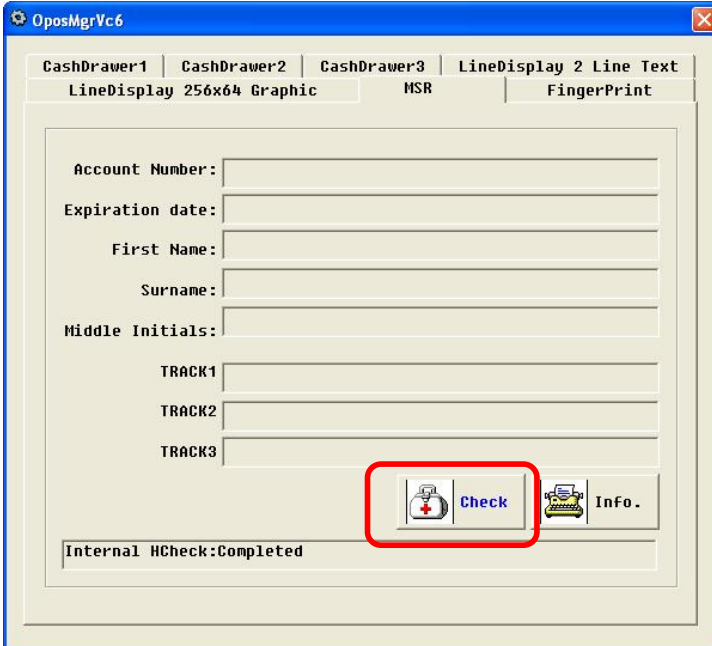 OposMgrVc6
CashDrawer1 CashDrawer2 CashDrawer3 LineDisplay 2 Line Text
LineDisplay 256x64 Graphic MSR FingerPrint
Account Number:
Expiration date:
First Name:
Surname:
Middle Initials:
TRACK1
TRACK2
TRACK3
Check Info.
Internal HCheck:Completed